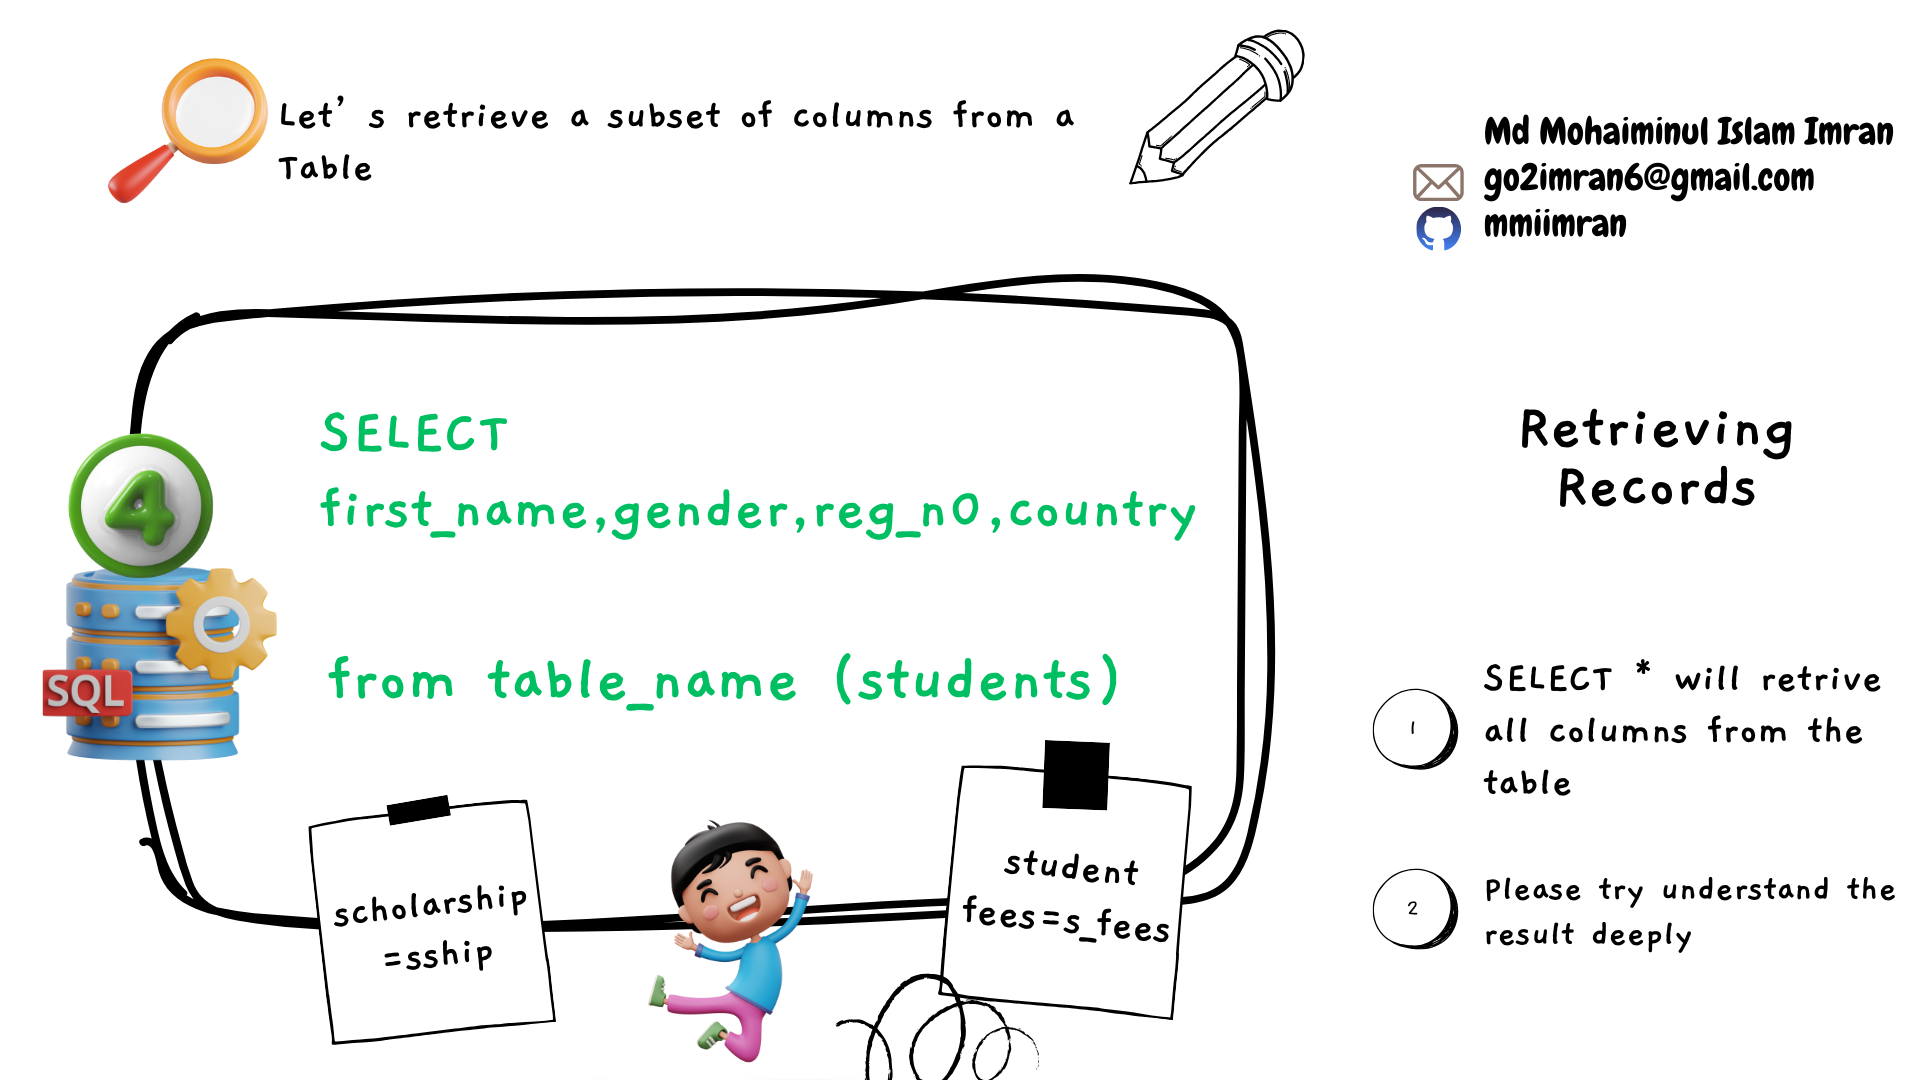 Let’s retrieve a subset of columns from a
Table
Md Mohaiminul Islam Imran
go2imran6@gmail.com
mmiimran
SELECT
first_name,gender,reg_n0,country
from table_name (students)
4
SQL
scholarship
=sship
student
fees=s_fees
Retrieving
Records
1
SELECT * will retrive
all columns from the
table
2
Please try understand the
result deeply